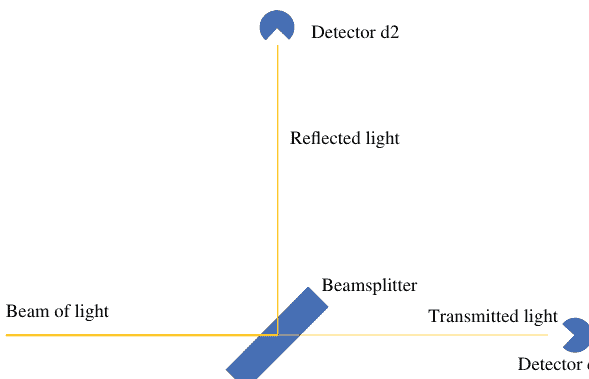 Detector d2
Reflected light
Beamsplitter
Beam of light
Transmitted light
Detector